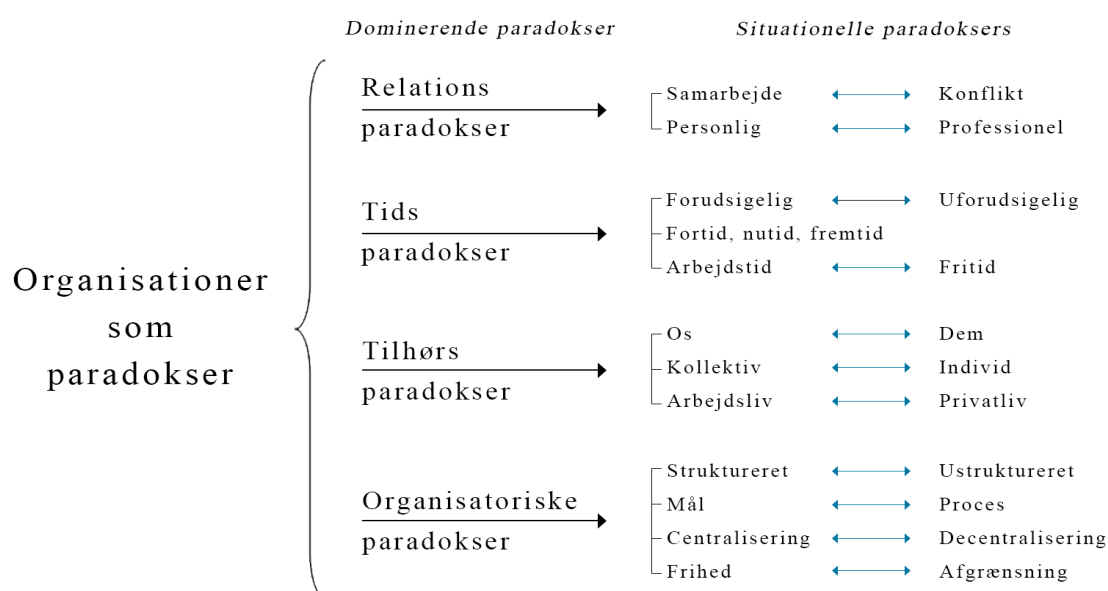 Dominerende paradokser
Situationelle paradoksers
Organisationer
som
paradokser
Relations
paradokser
Samarbejde Konflikt
Personlig Professionel
Tids
paradokser
Forudsigelig Uforudsigelig
Fortid, nutid, fremtid
Arbejdstid Fritid
Tilhørs
paradokser
Os Dem
Kollektiv Individ
Arbejdsliv Privatliv
Organisatoriske
paradokser
Struktureret Ustruktureret
Mål Proces
Centralisering Decentralisering
Frihed Afgrænsning